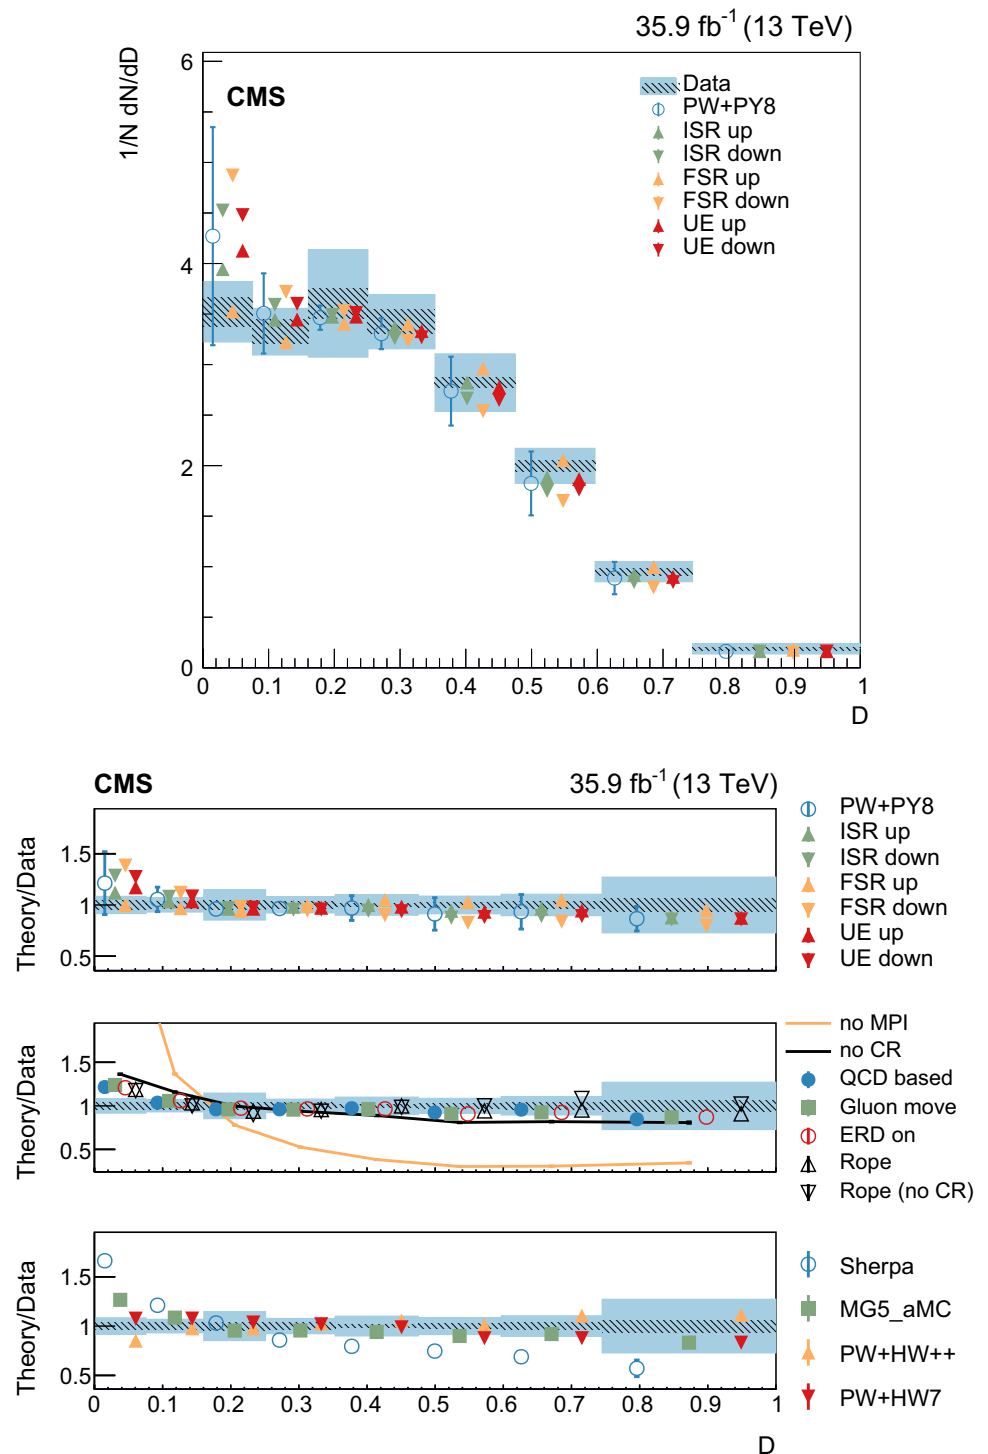 35.9 fb⁻¹ (13 TeV)
1/N dN/dD
6
4
2
0
CMS
Data
PW+PY8
ISR up
ISR down
FSR up
FSR down
UE up
UE down
0 0.1 0.2 0.3 0.4 0.5 0.6 0.7 0.8 0.9 1
D
CMS
35.9 fb⁻¹ (13 TeV)
Theory/Data
1.5
1
0.5
PW+PY8
ISR up
ISR down
FSR up
FSR down
UE up
UE down
Theory/Data
1.5
1
0.5
no MPI
no CR
QCD based
Gluon move
ERD on
Rope
Rope (no CR)
Theory/Data
1.5
1
0.5
Sherpa
MG5_aMC
PW+HW++
PW+HW7
0 0.1 0.2 0.3 0.4 0.5 0.6 0.7 0.8 0.9 1
D